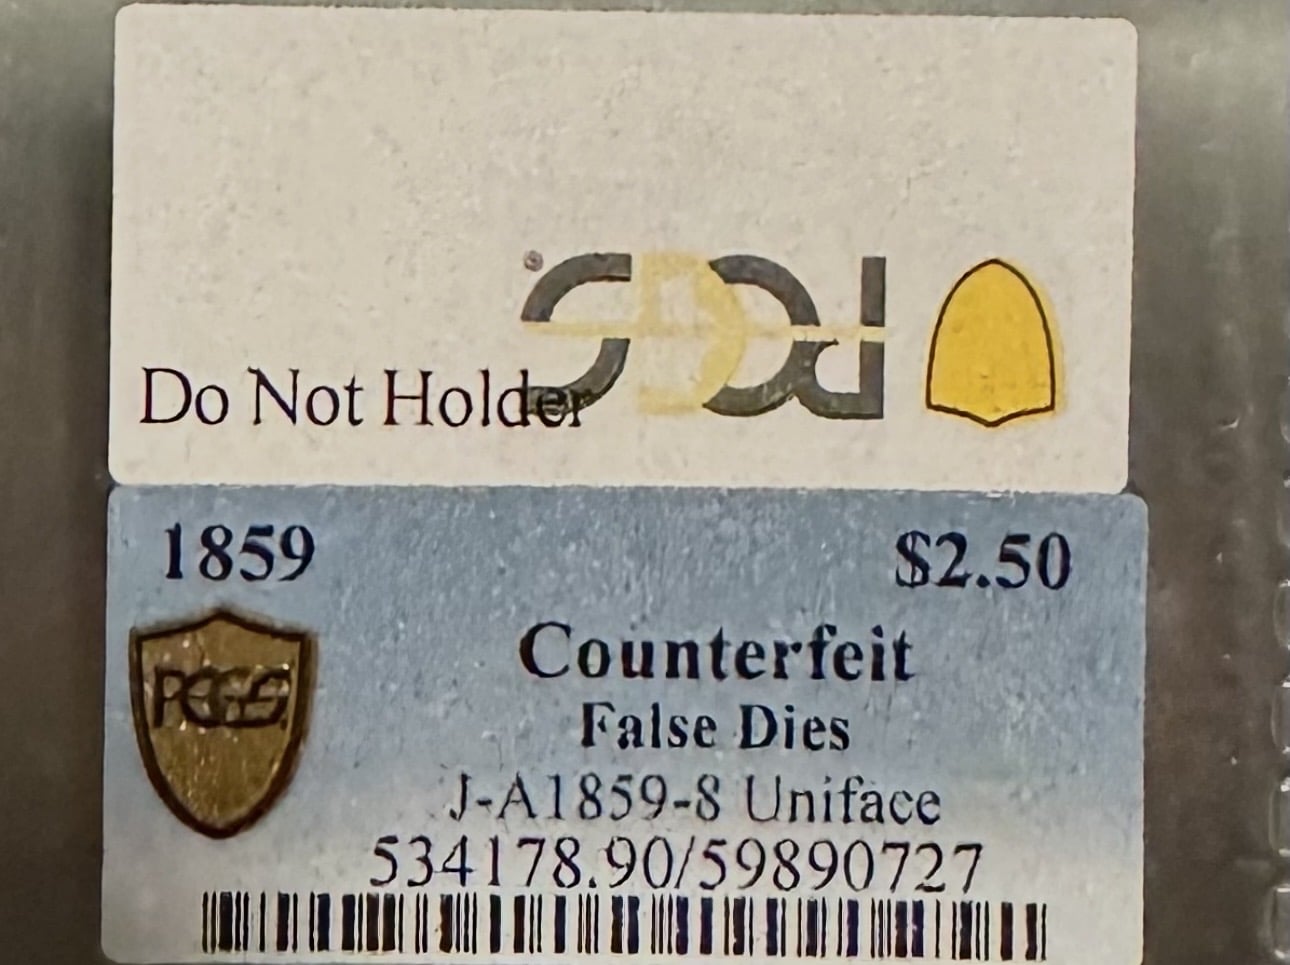 Do Not Holder
PCGS
1859 $2.50
PCGS
Counterfeit
False Dies
J-A1859-8 Uniface
534178.90/59890727